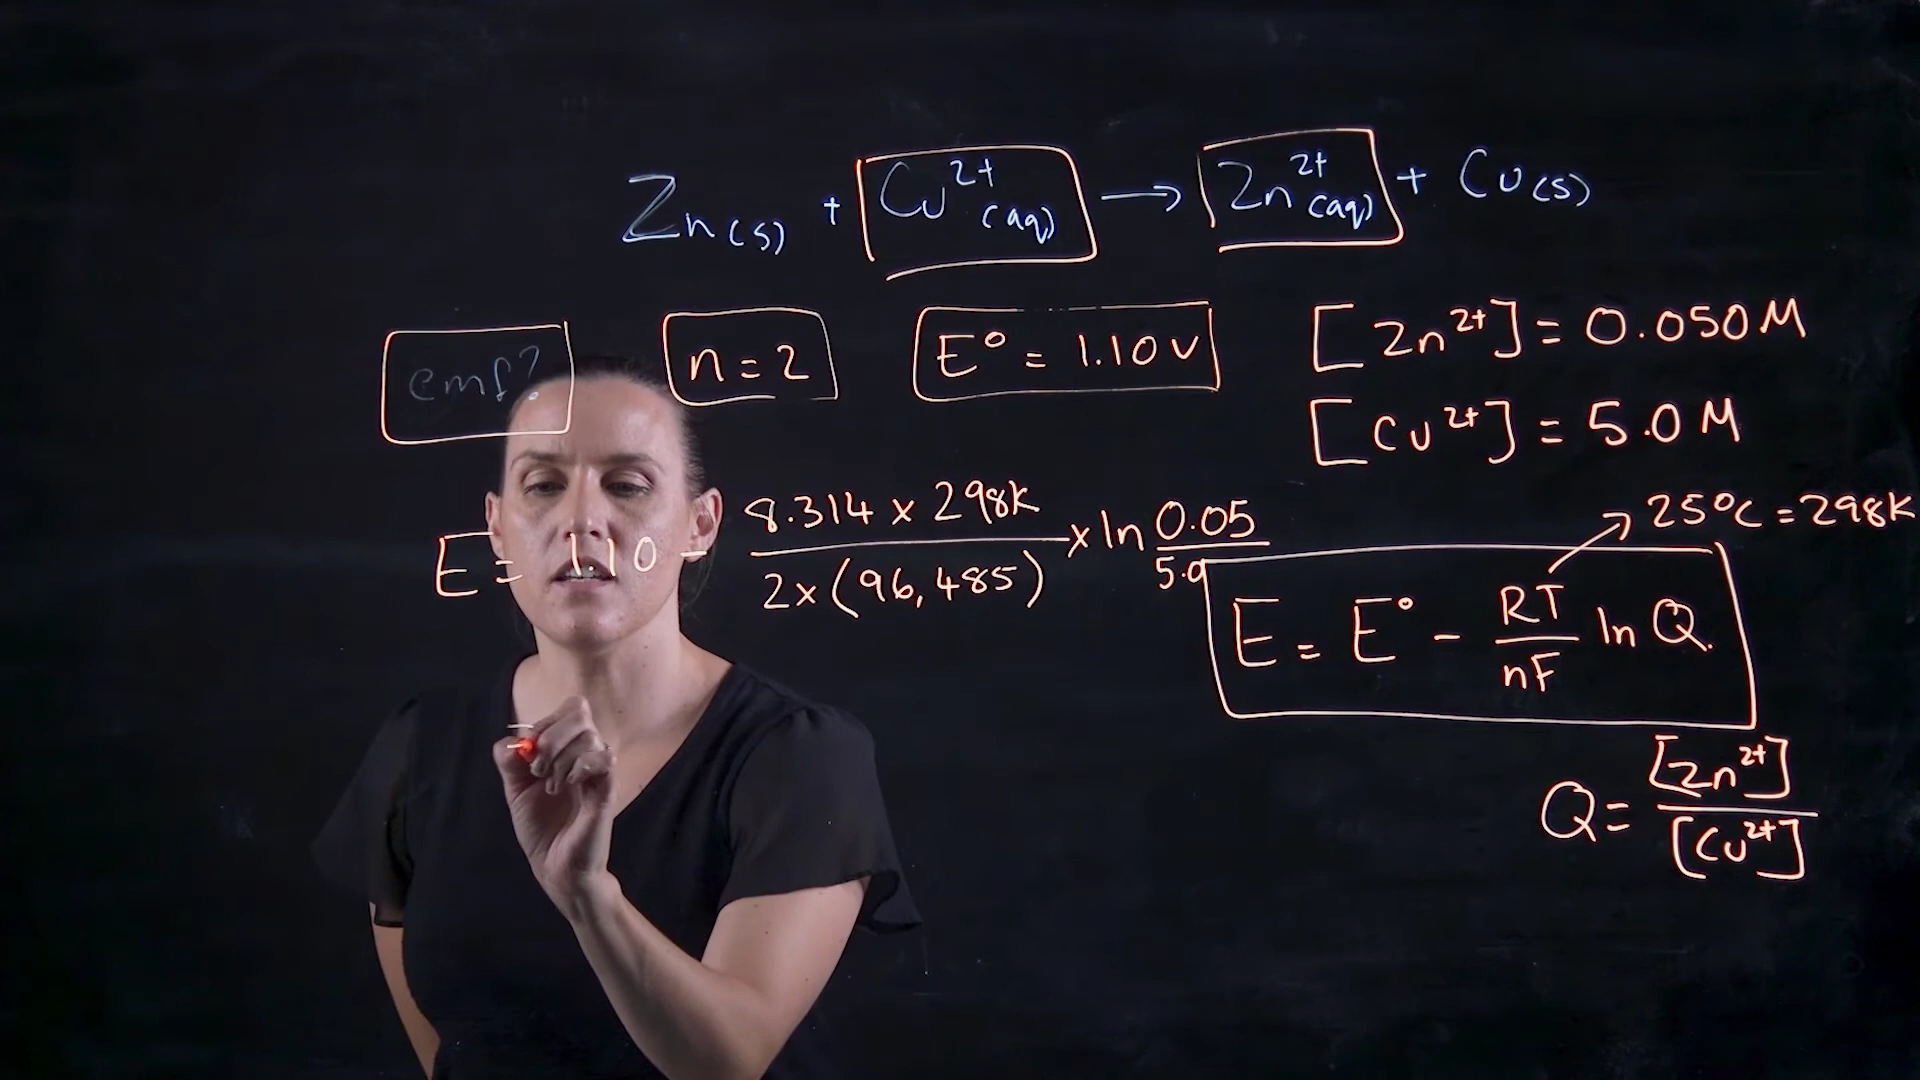 Zn(s) + Cu²⁺(aq) → Zn²⁺(aq) + Cu(s)
emf?
n = 2
E° = 1.10 V
[Zn²⁺] = 0.050 M
[Cu²⁺] = 5.0 M
E = 1.10 - 8.314 x 298K / 2x(96,485) x ln 0.05 / 5.0
25°C = 298K
E = E° - RT / nF ln Q
Q = [Zn²⁺] / [Cu²⁺]
=